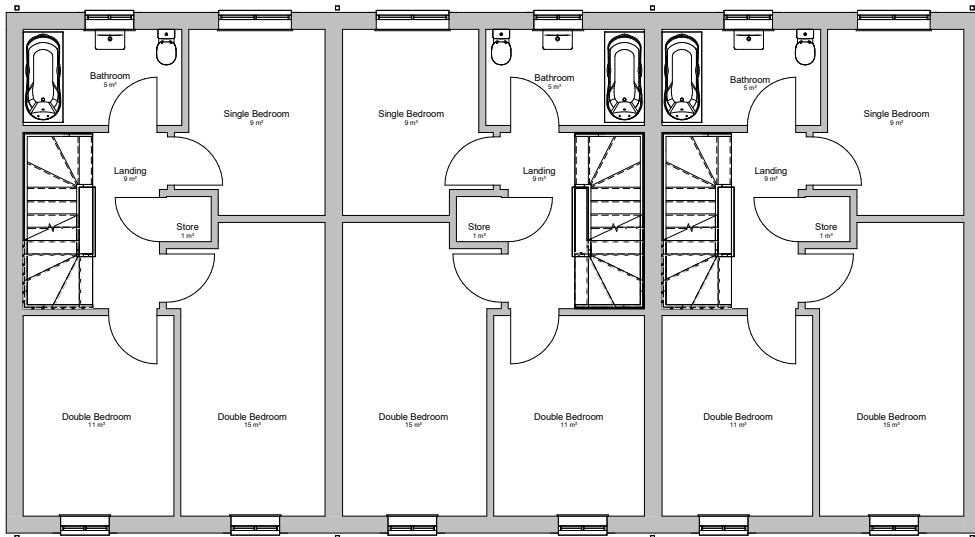 Bathroom
5 m²
Single Bedroom
9 m²
Landing
9 m²
Store
1 m²
Double Bedroom
11 m²
Double Bedroom
15 m²
Single Bedroom
9 m²
Bathroom
5 m²
Landing
9 m²
Store
1 m²
Double Bedroom
15 m²
Double Bedroom
11 m²
Bathroom
5 m²
Single Bedroom
9 m²
Landing
9 m²
Store
1 m²
Double Bedroom
11 m²
Double Bedroom
15 m²